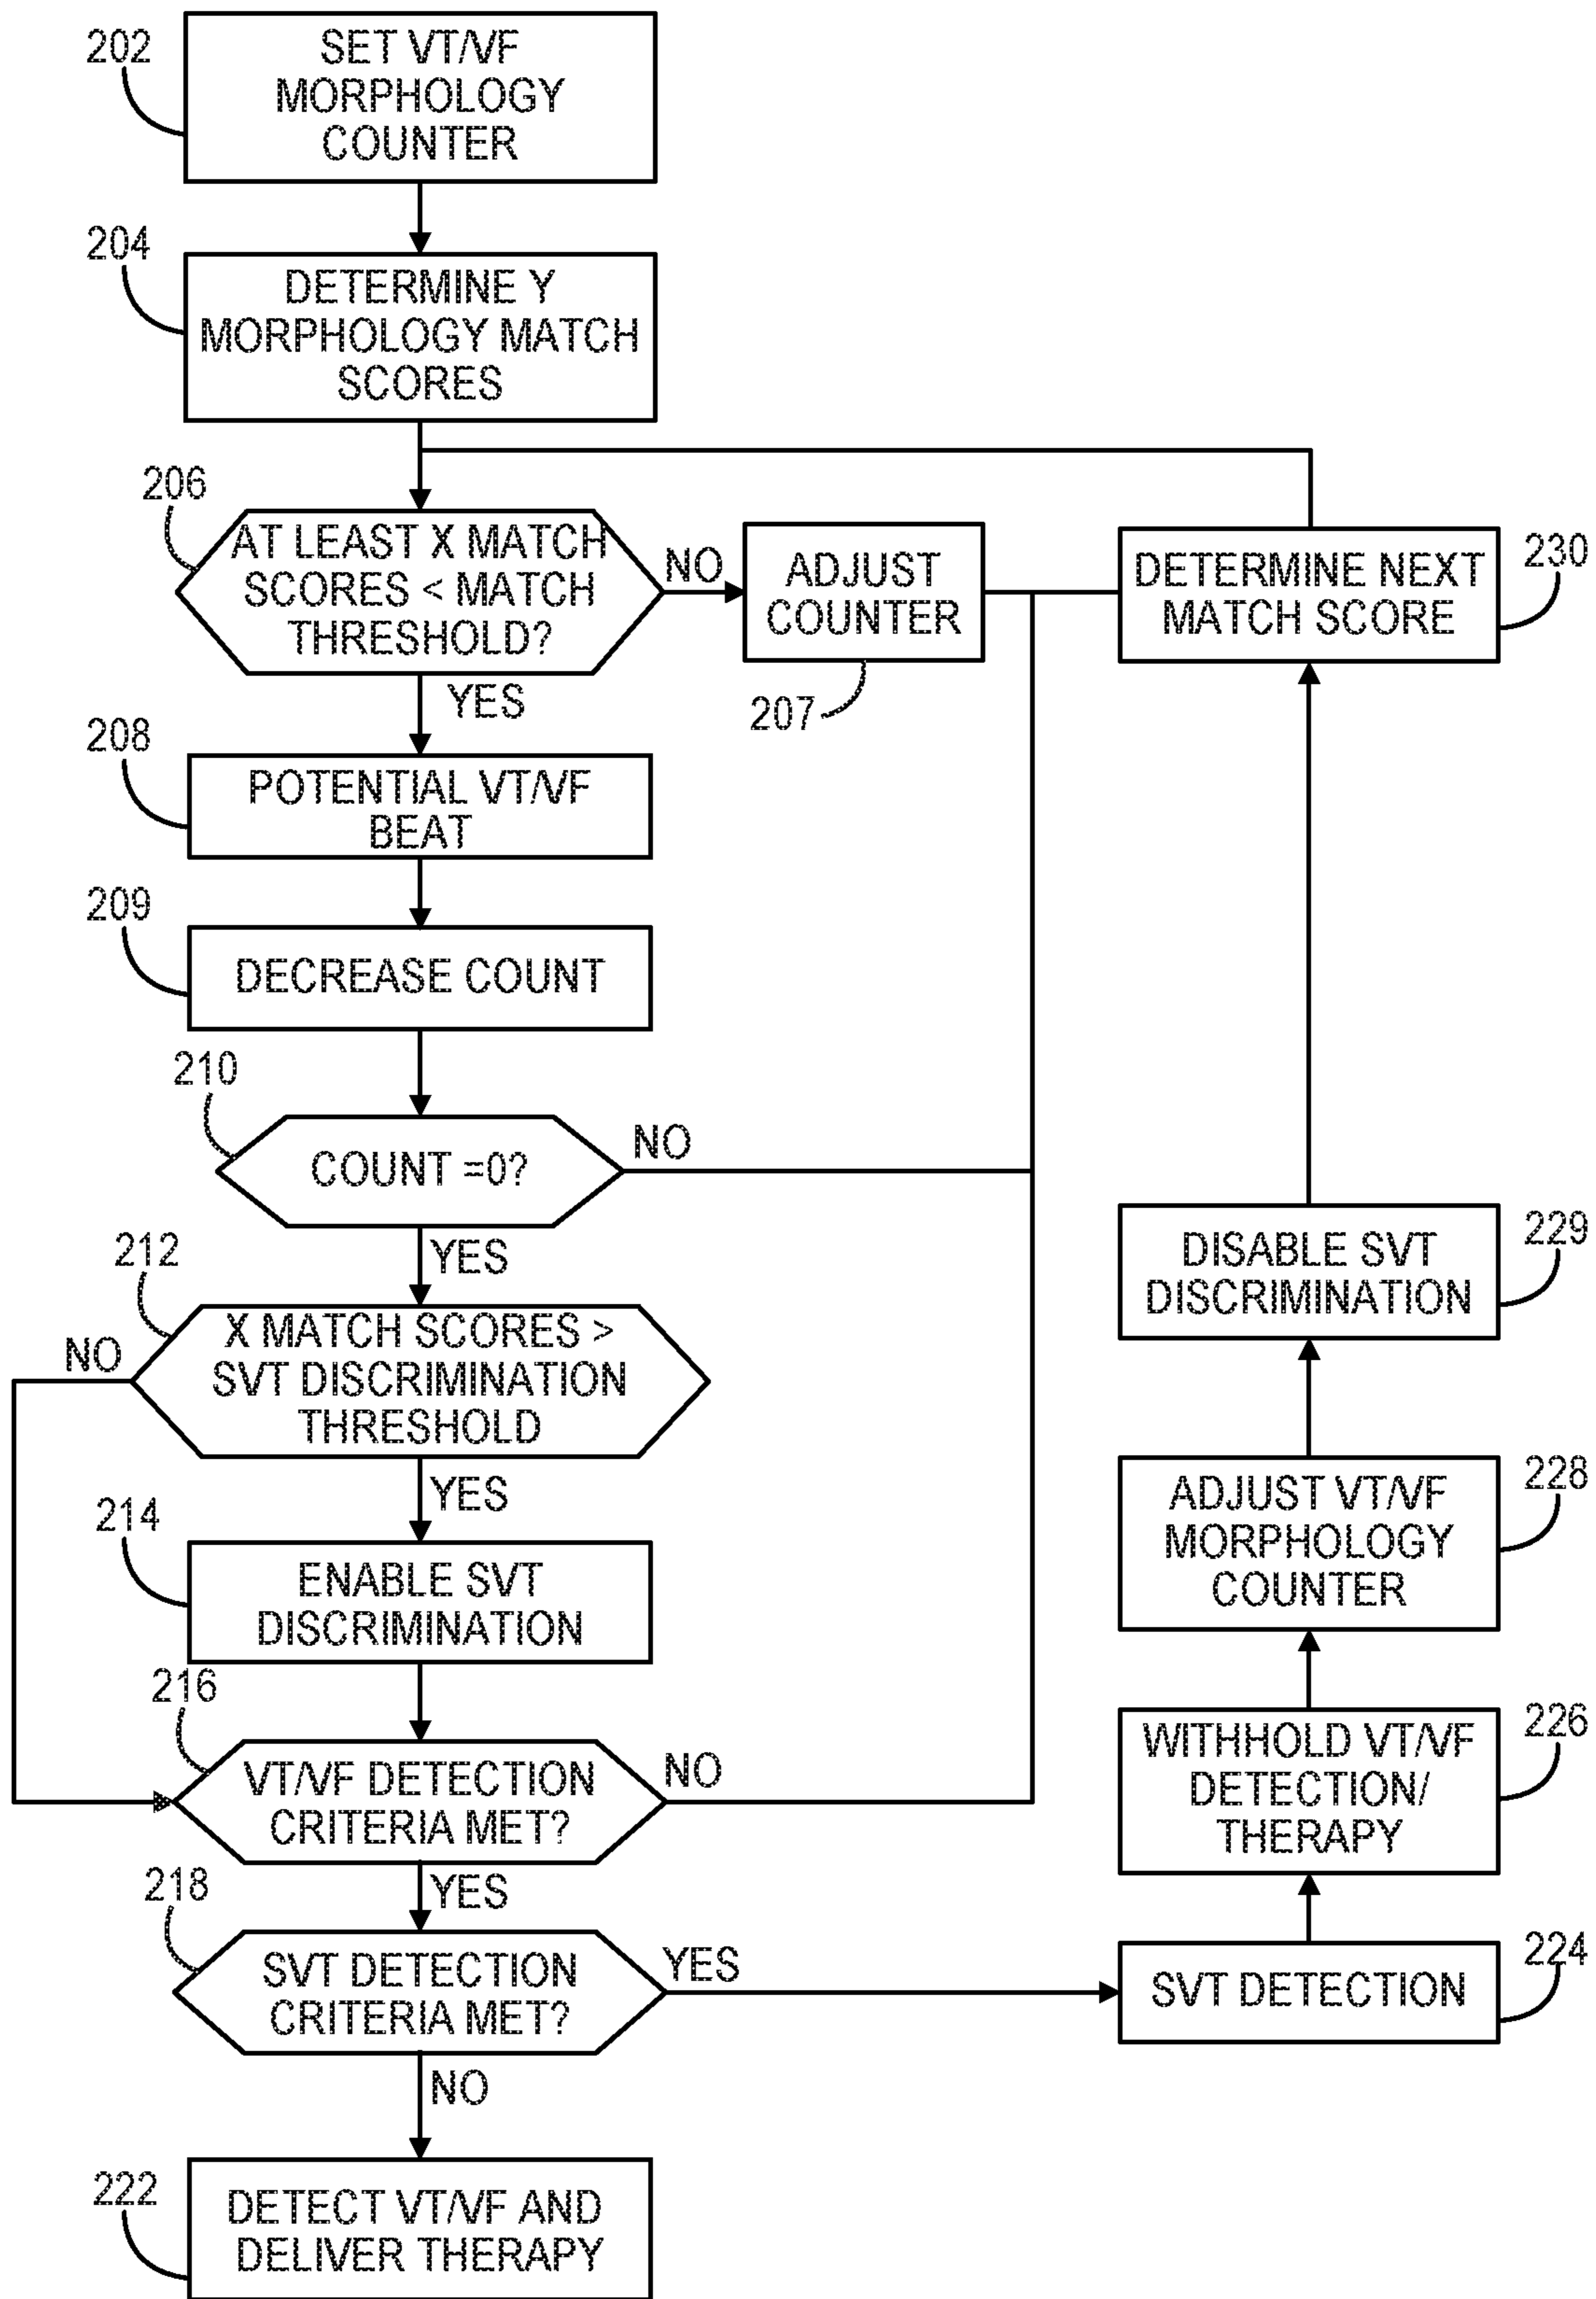 202
SET VT/VF
MORPHOLOGY
COUNTER
204
DETERMINE Y
MORPHOLOGY MATCH
SCORES
206
AT LEAST X MATCH
SCORES < MATCH
THRESHOLD?
NO
ADJUST
COUNTER
207
DETERMINE NEXT
MATCH SCORE
230
YES
208
POTENTIAL VT/VF
BEAT
209
DECREASE COUNT
210
COUNT =0?
NO
YES
212
X MATCH SCORES >
SVT DISCRIMINATION
THRESHOLD
NO
YES
214
ENABLE SVT
DISCRIMINATION
216
VT/VF DETECTION
CRITERIA MET?
NO
YES
218
SVT DETECTION
CRITERIA MET?
YES
NO
222
DETECT VT/VF AND
DELIVER THERAPY
DISABLE SVT
DISCRIMINATION
229
ADJUST VT/VF
MORPHOLOGY
COUNTER
228
WITHHOLD VT/VF
DETECTION/
THERAPY
226
SVT DETECTION
224